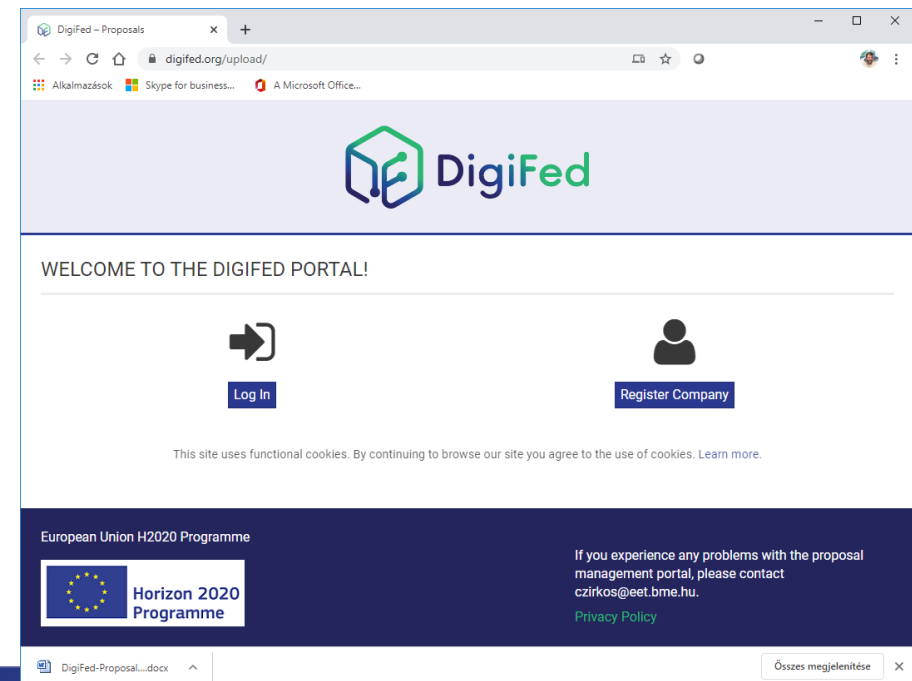 DigiFed – Proposals
digifed.org/upload/
Alkalmazások Skype for business... A Microsoft Office...
DigiFed
WELCOME TO THE DIGIFED PORTAL!
Log In
Register Company
This site uses functional cookies. By continuing to browse our site you agree to the use of cookies. Learn more.
European Union H2020 Programme
Horizon 2020
Programme
If you experience any problems with the proposal
management portal, please contact
czirkos@eet.bme.hu.
Privacy Policy
DigiFed-Proposal....docx
Összes megjelenítése